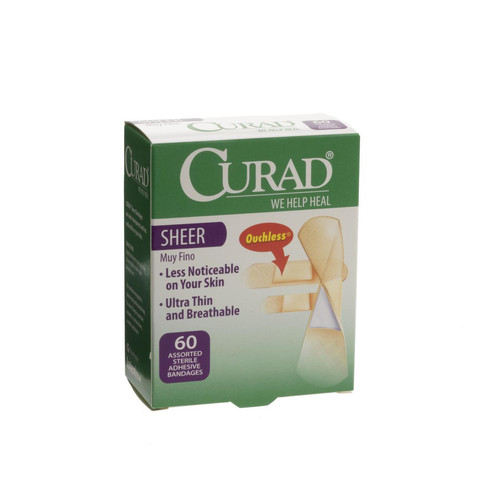 CURAD®
WE HELP HEAL
SHEER
Muy Fino
Ouchless®
• Less Noticeable
on Your Skin
• Ultra Thin
and Breathable
60
ASSORTED
STERILE
ADHESIVE
BANDAGES
CURAD
60